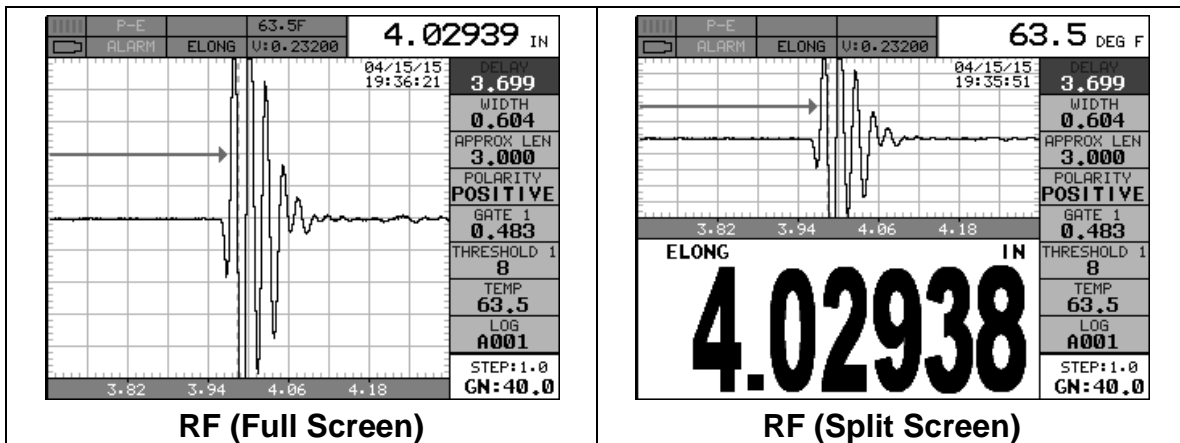 P-E
63.5F
4.02939 IN
ALARM
ELONG
V:0.23200
04/15/15
19:36:21
DELAY
3.699
WIDTH
0.604
APPROX LEN
3.000
POLARITY
POSITIVE
GATE 1
0.483
THRESHOLD 1
8
TEMP
63.5
LOG
A001
STEP:1.0
GN:40.0
3.82 3.94 4.06 4.18
RF (Full Screen)
P-E
63.5 DEG F
ALARM
ELONG
V:0.23200
04/15/15
19:35:51
DELAY
3.699
WIDTH
0.604
APPROX LEN
3.000
POLARITY
POSITIVE
GATE 1
0.483
THRESHOLD 1
8
TEMP
63.5
LOG
A001
STEP:1.0
GN:40.0
3.82 3.94 4.06 4.18
ELONG IN
4.02938
RF (Split Screen)